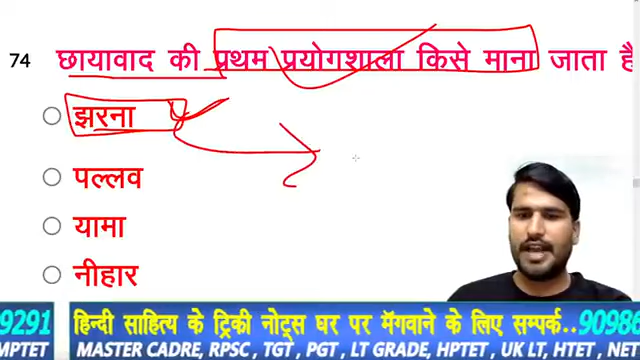 74 छायावाद की प्रथम प्रयोगशाला किसे माना जाता है
झरना
पल्लव
यामा
नीहार
9291 हिन्दी साहित्य के ट्रिकी नोट्स घर पर मॅगवाने के लिए सम्पर्क.. 90986
MPTET MASTER CADRE, RPSC , TGT , PGT , LT GRADE, HPTET , UK LT, HTET , NET